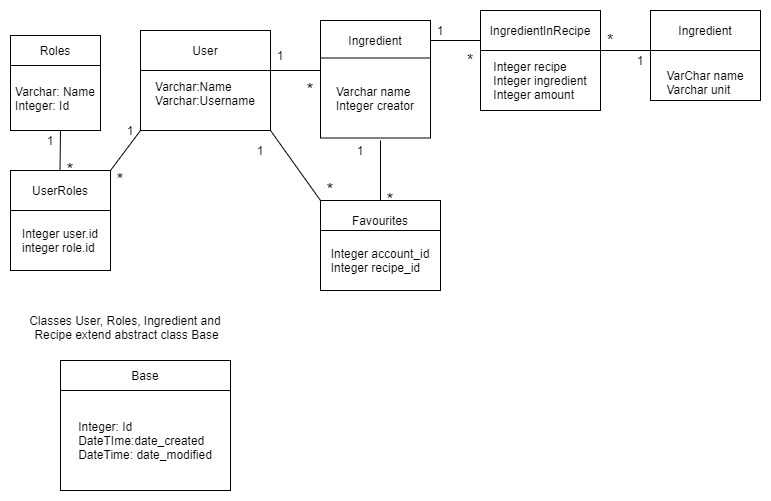 Roles
Varchar: Name
Integer: Id
1
*
UserRoles
Integer user.id
integer role.id
1
*
User
Varchar:Name
Varchar:Username
1
*
1
*
Ingredient
Varchar name
Integer creator
1
*
Favourites
Integer account_id
Integer recipe_id
1
*
IngredientInRecipe
Integer recipe
Integer ingredient
Integer amount
*
1
Ingredient
VarChar name
Varchar unit
Classes User, Roles, Ingredient and
Recipe extend abstract class Base
Base
Integer: Id
DateTIme:date_created
DateTime: date_modified